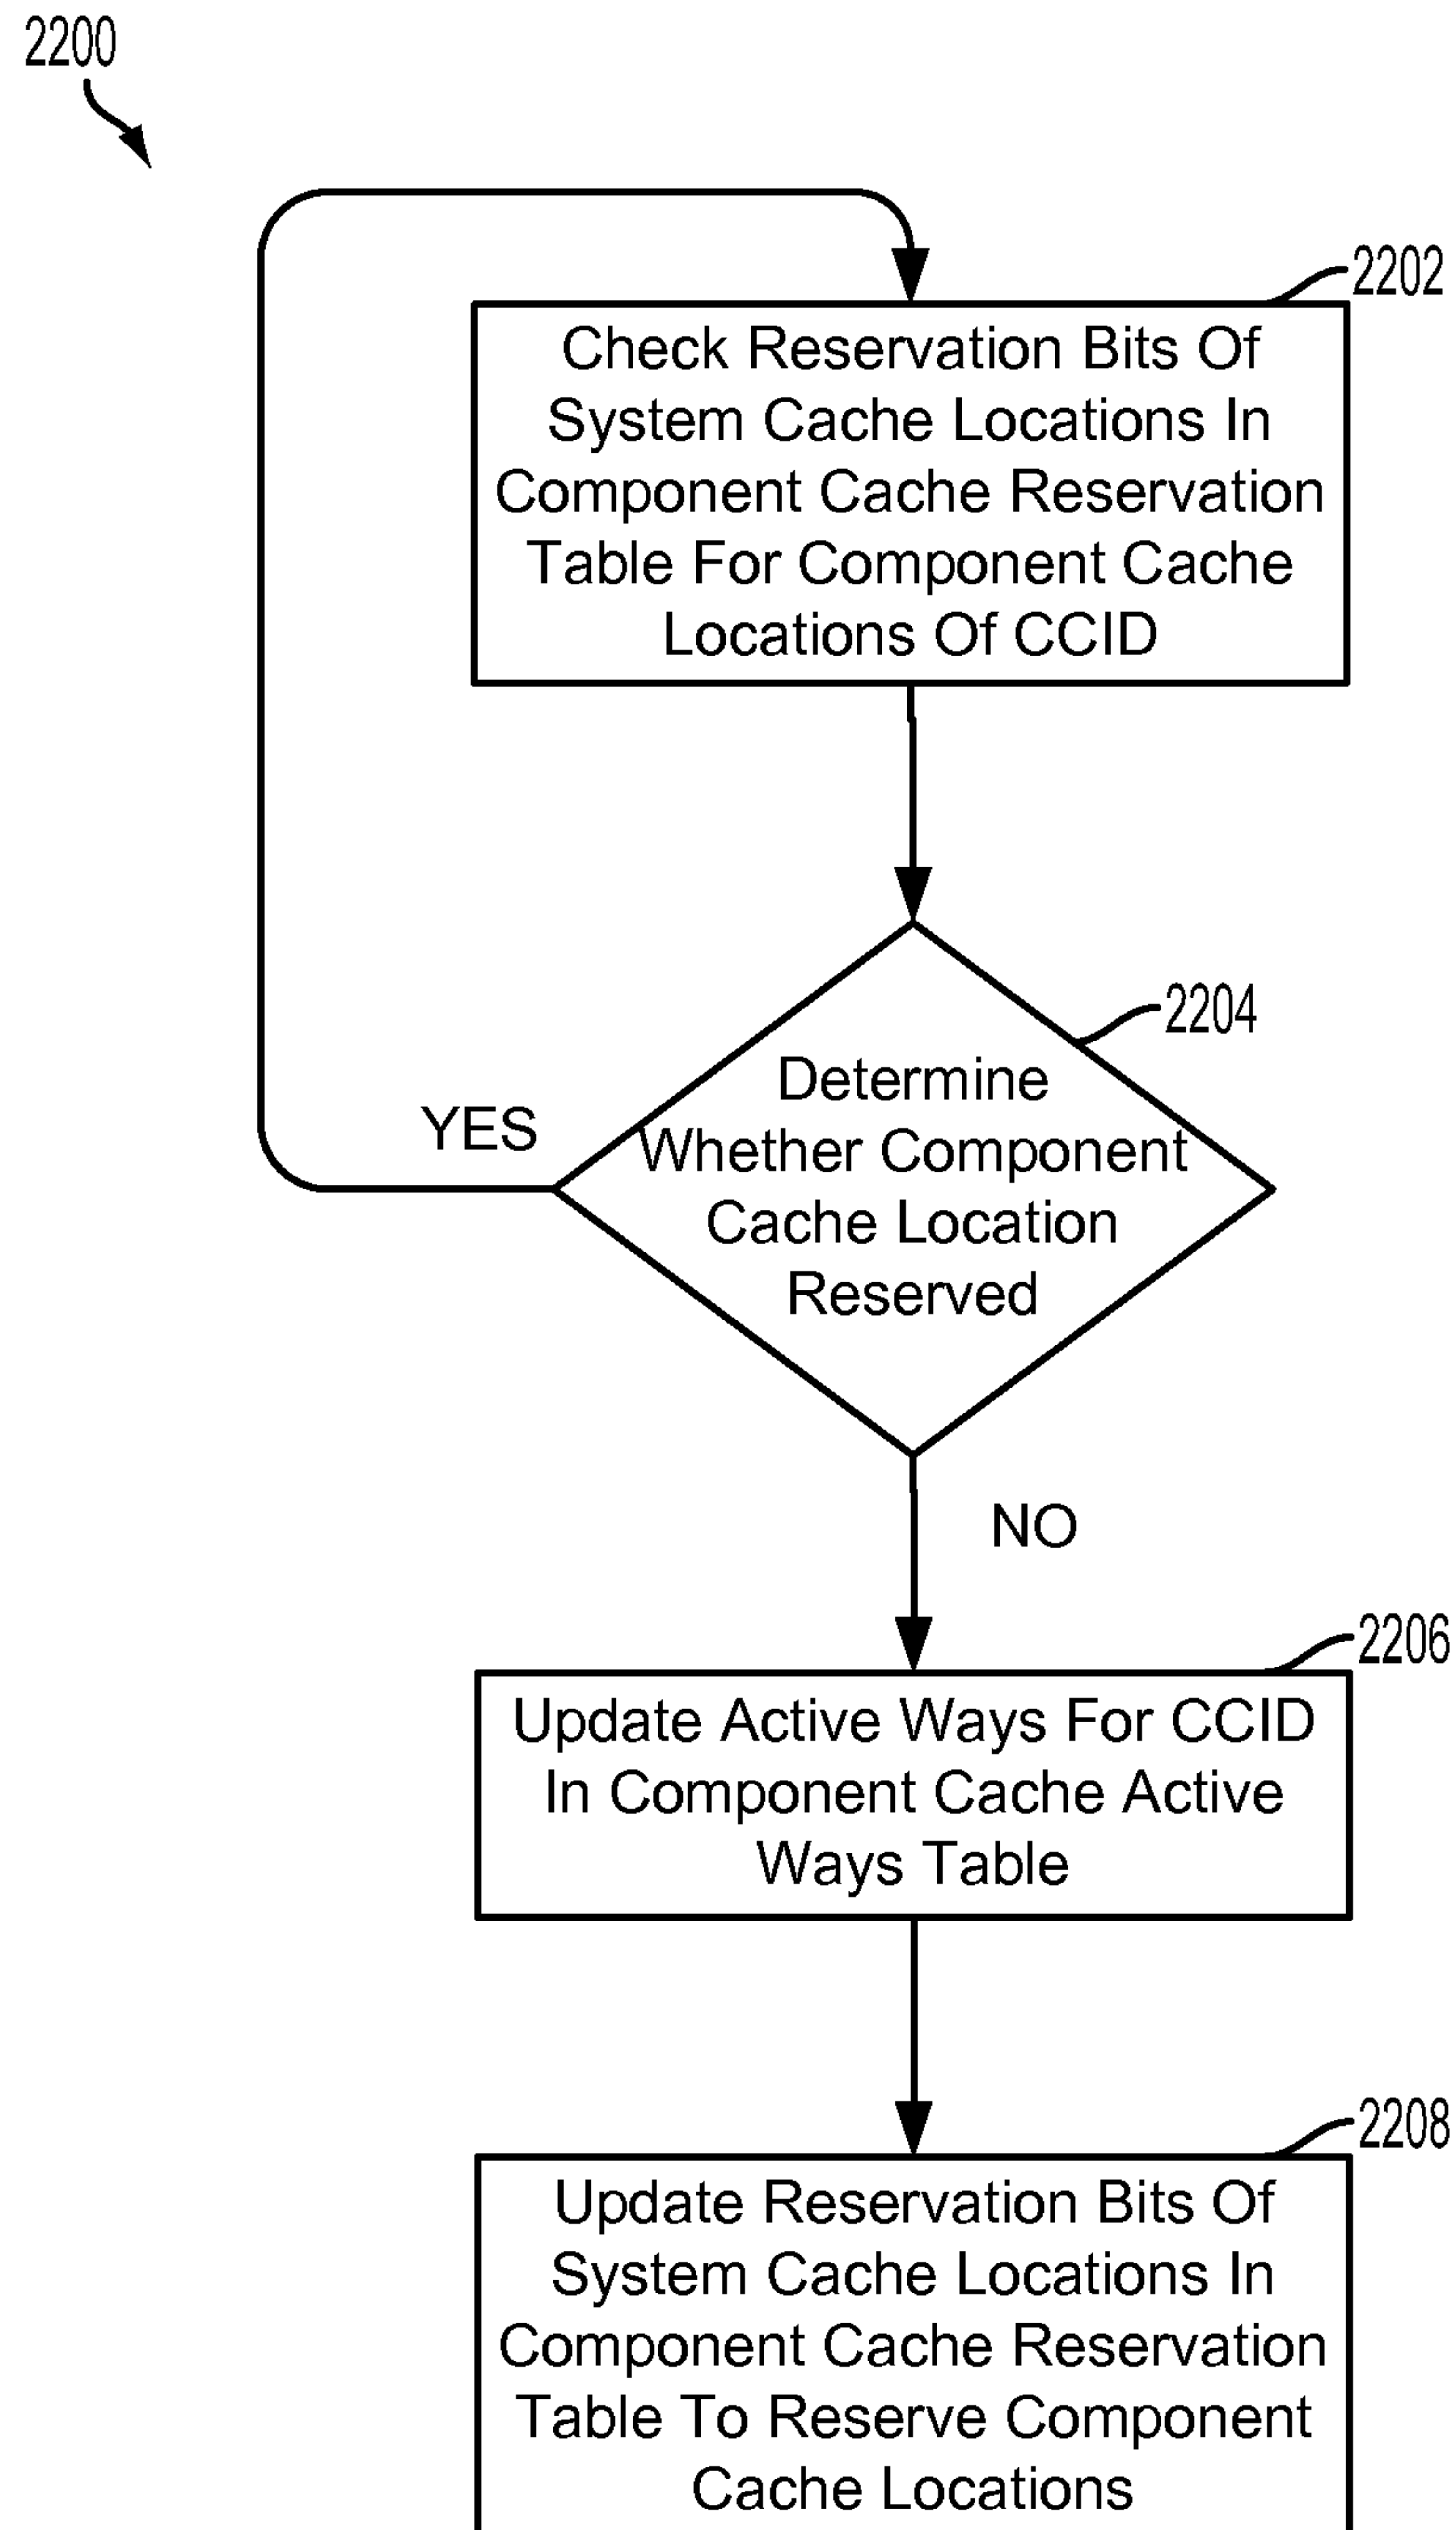 2200
2202
Check Reservation Bits Of
System Cache Locations In
Component Cache Reservation
Table For Component Cache
Locations Of CCID
2204
Determine
Whether Component
Cache Location
Reserved
YES
NO
2206
Update Active Ways For CCID
In Component Cache Active
Ways Table
2208
Update Reservation Bits Of
System Cache Locations In
Component Cache Reservation
Table To Reserve Component
Cache Locations